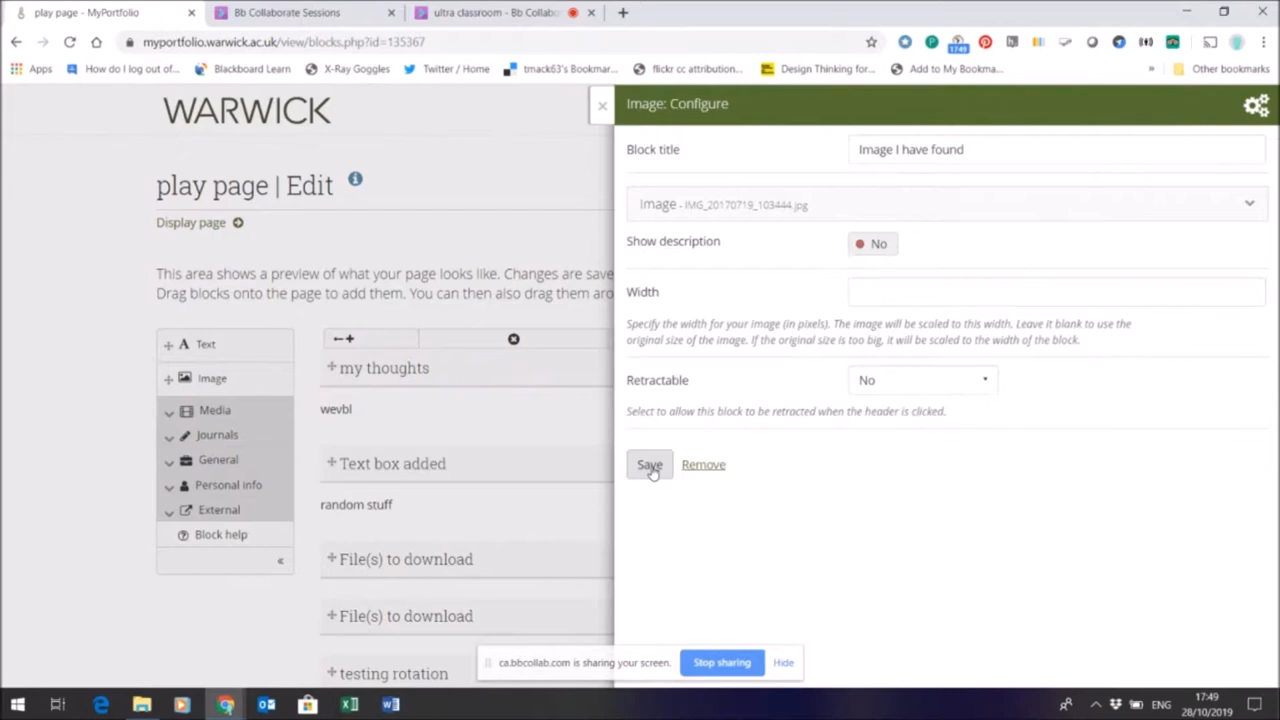 play page - MyPortfolio
Bb Collaborate Sessions
ultra classroom - Bb Collabo
myportfolio.warwick.ac.uk/view/blocks.php?id=135367
1749
Apps
How do I log out of...
Blackboard Learn
X-Ray Goggles
Twitter / Home
tmack63's Bookmar...
flickr cc attribution...
Design Thinking for...
Add to My Bookma...
»
Other bookmarks
WARWICK
play page | Edit
Display page
This area shows a preview of what your page looks like. Changes are save
Drag blocks onto the page to add them. You can then also drag them aro
Text
Image
Media
Journals
General
Personal info
External
Block help
«
my thoughts
wevbl
Text box added
random stuff
File(s) to download
File(s) to download
testing rotation
Image: Configure
Block title
Image I have found
Image - IMG_20170719_103444.jpg
Show description
No
Width
Specify the width for your image (in pixels). The image will be scaled to this width. Leave it blank to use the
original size of the image. If the original size is too big, it will be scaled to the width of the block.
Retractable
No
Select to allow this block to be retracted when the header is clicked.
Save
Remove
ca.bbcollab.com is sharing your screen.
Stop sharing
Hide
ENG
17:49
28/10/2019